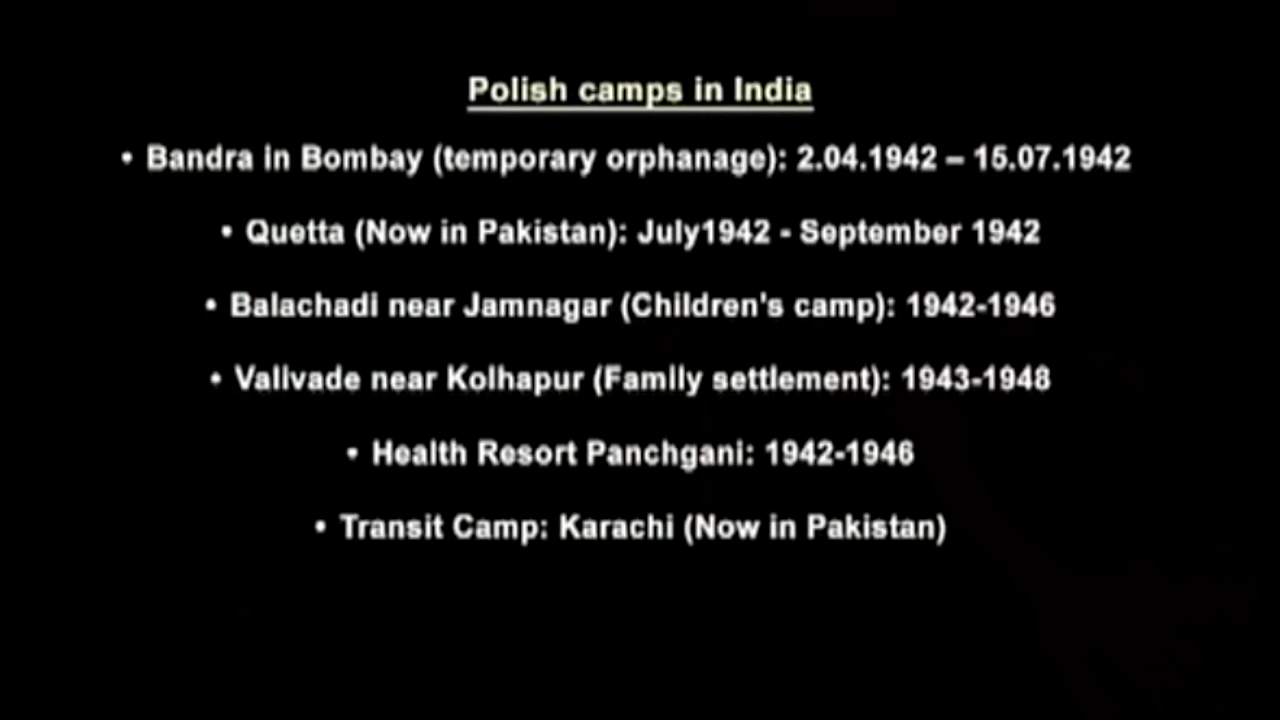 Polish camps in India
• Bandra in Bombay (temporary orphanage): 2.04.1942 – 15.07.1942
• Quetta (Now in Pakistan): July1942 - September 1942
• Balachadi near Jamnagar (Children's camp): 1942-1946
• Valivade near Kolhapur (Family settlement): 1943-1948
• Health Resort Panchgani: 1942-1946
• Transit Camp: Karachi (Now in Pakistan)